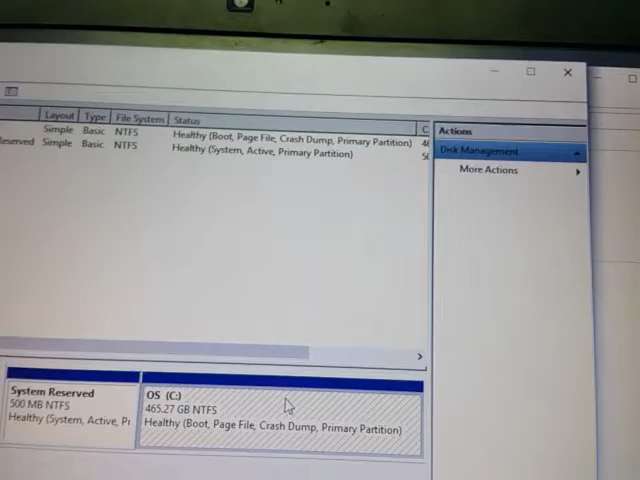 Layout Type File System Status
Simple Basic NTFS Healthy (Boot, Page File, Crash Dump, Primary Partition)
eserved Simple Basic NTFS Healthy (System, Active, Primary Partition)
Actions
Disk Management
More Actions
System Reserved
500 MB NTFS
Healthy (System, Active, Pr
OS (C:)
465.27 GB NTFS
Healthy (Boot, Page File, Crash Dump, Primary Partition)